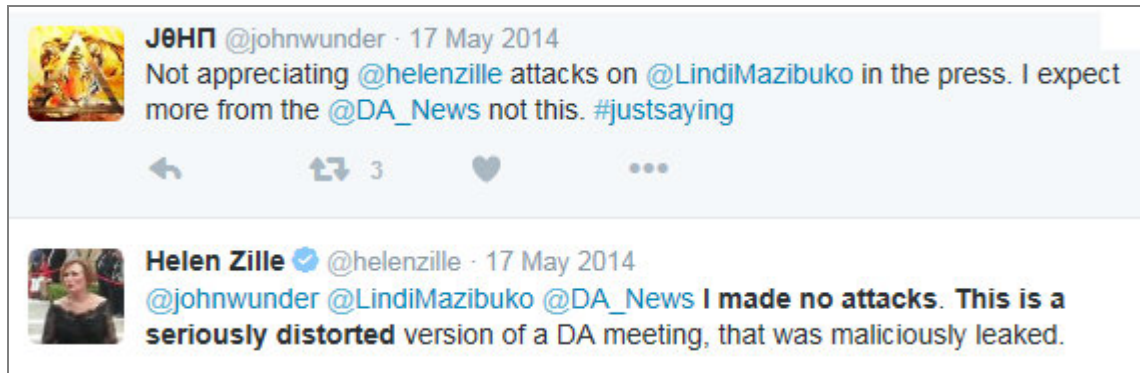 JθHП @johnwunder · 17 May 2014
Not appreciating @helenzille attacks on @LindiMazibuko in the press. I expect
more from the @DA_News not this. #justsaying
3
Helen Zille @helenzille · 17 May 2014
@johnwunder @LindiMazibuko @DA_News I made no attacks. This is a
seriously distorted version of a DA meeting, that was maliciously leaked.